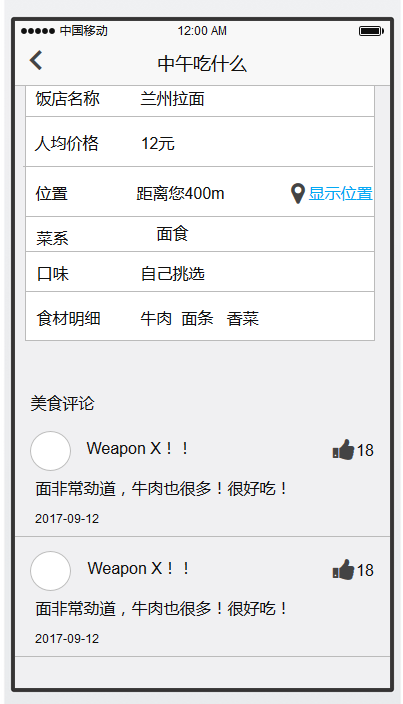 中国移动 12:00 AM
中午吃什么
饭店名称 兰州拉面
人均价格 12元
位置 距离您400m 显示位置
菜系 面食
口味 自己挑选
食材明细 牛肉 面条 香菜
美食评论
Weapon X！！ 18
面非常劲道，牛肉也很多！很好吃！
2017-09-12
Weapon X！！ 18
面非常劲道，牛肉也很多！很好吃！
2017-09-12